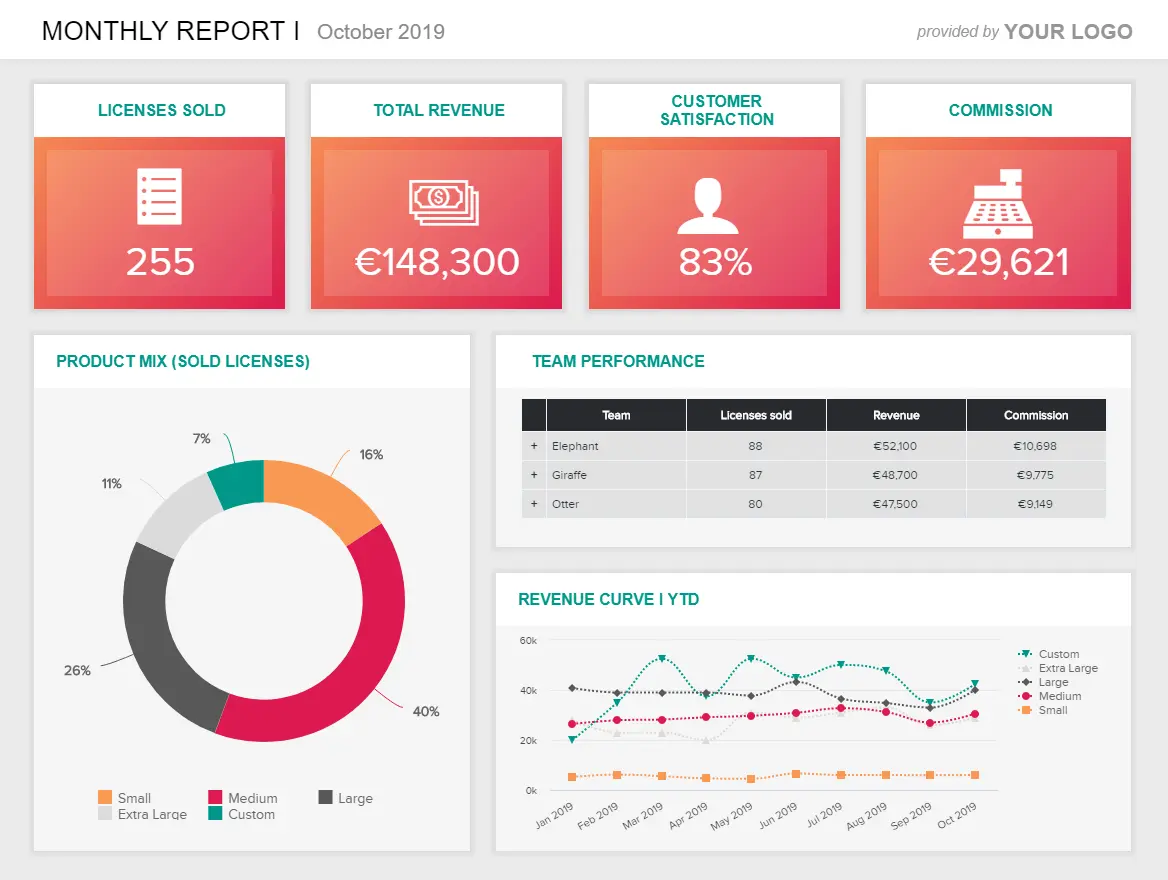 MONTHLY REPORT I October 2019
provided by YOUR LOGO
LICENSES SOLD
255
TOTAL REVENUE
€148,300
CUSTOMER
SATISFACTION
83%
COMMISSION
€29,621
PRODUCT MIX (SOLD LICENSES)
7%
16%
11%
26%
40%
Small Medium Large
Extra Large Custom
TEAM PERFORMANCE
Team Licenses sold Revenue Commission
+ Elephant 88 €52,100 €10,698
+ Giraffe 87 €48,700 €9,775
+ Otter 80 €47,500 €9,149
REVENUE CURVE I YTD
60k
40k
20k
0k
Jan 2019 Feb 2019 Mar 2019 Apr 2019 May 2019 Jun 2019 Jul 2019 Aug 2019 Sep 2019 Oct 2019
Custom
Extra Large
Large
Medium
Small